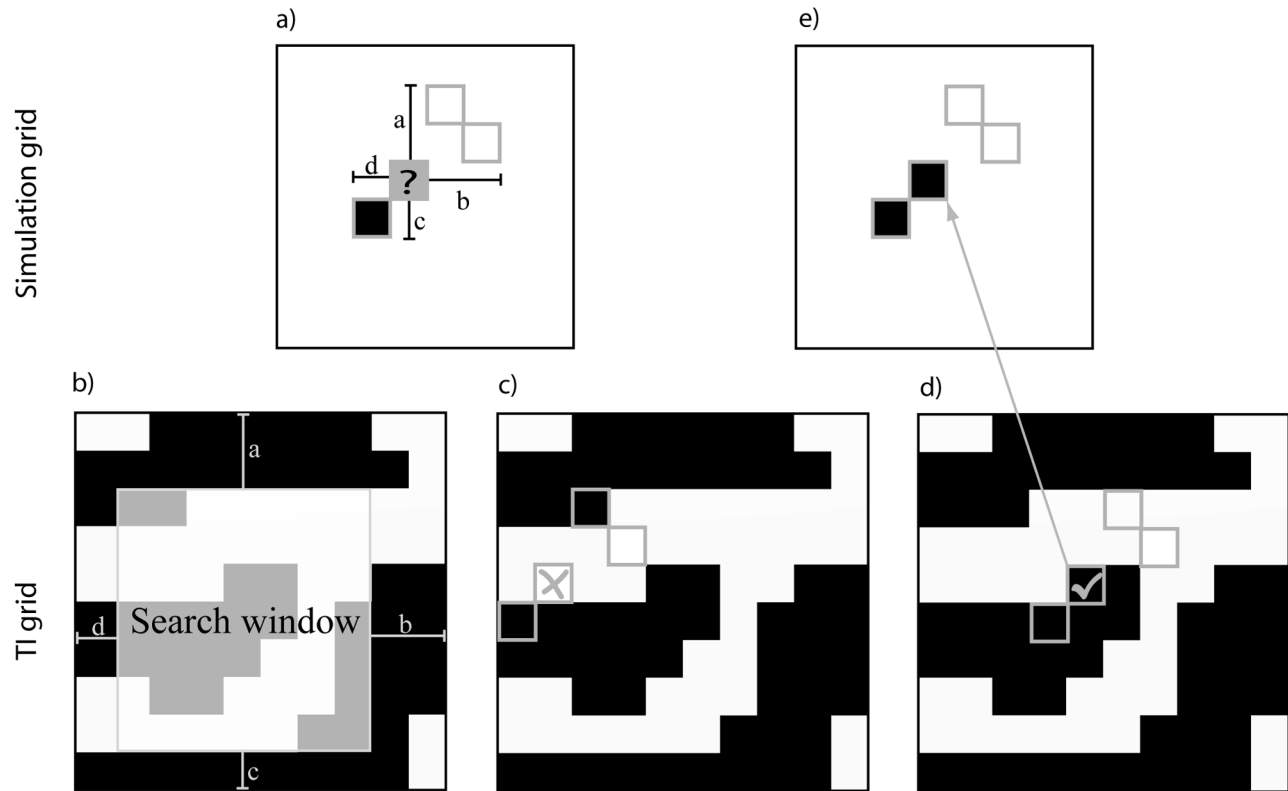 a)
e)
Simulation grid
a
d
?
b
c
b)
c)
d)
TI grid
a
Search window
d
b
c